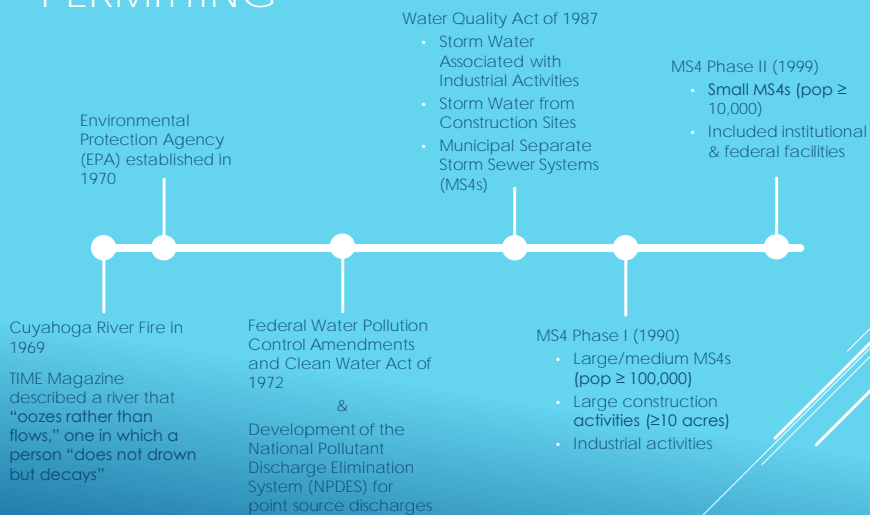 PERMITTING
Water Quality Act of 1987
• Storm Water
Associated with
Industrial Activities
• Storm Water from
Construction Sites
• Municipal Separate
Storm Sewer Systems
(MS4s)
MS4 Phase II (1999)
• Small MS4s (pop ≥
10,000)
• Included institutional
& federal facilities
Environmental
Protection Agency
(EPA) established in
1970
Cuyahoga River Fire in
1969
TIME Magazine
described a river that
“oozes rather than
flows,” one in which a
person “does not drown
but decays”
Federal Water Pollution
Control Amendments
and Clean Water Act of
1972
&
Development of the
National Pollutant
Discharge Elimination
System (NPDES) for
point source discharges
MS4 Phase I (1990)
• Large/medium MS4s
(pop ≥ 100,000)
• Large construction
activities (≥10 acres)
• Industrial activities